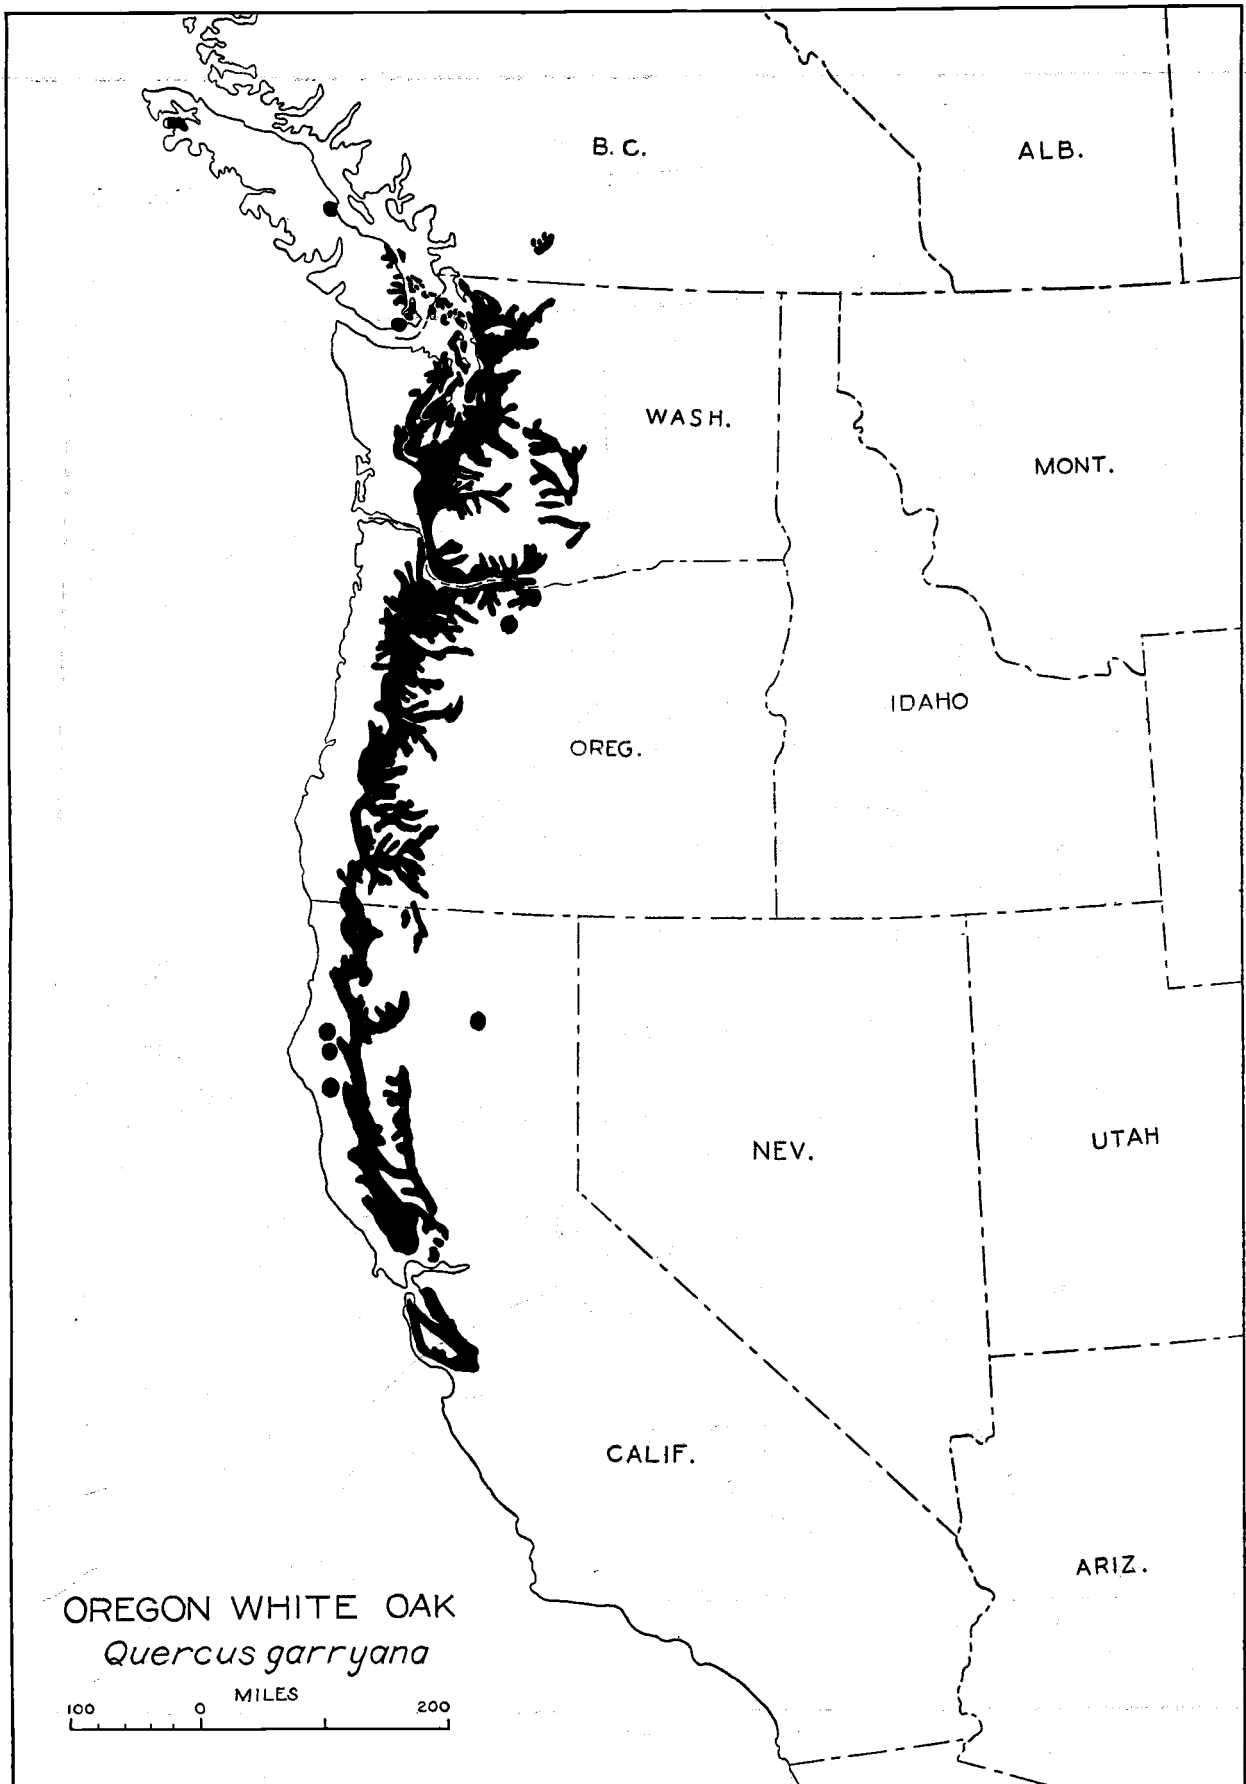 B. C.
ALB.
WASH.
MONT.
IDAHO
OREG.
NEV.
UTAH
CALIF.
ARIZ.
OREGON WHITE OAK
Quercus garryana
MILES
100 0 200